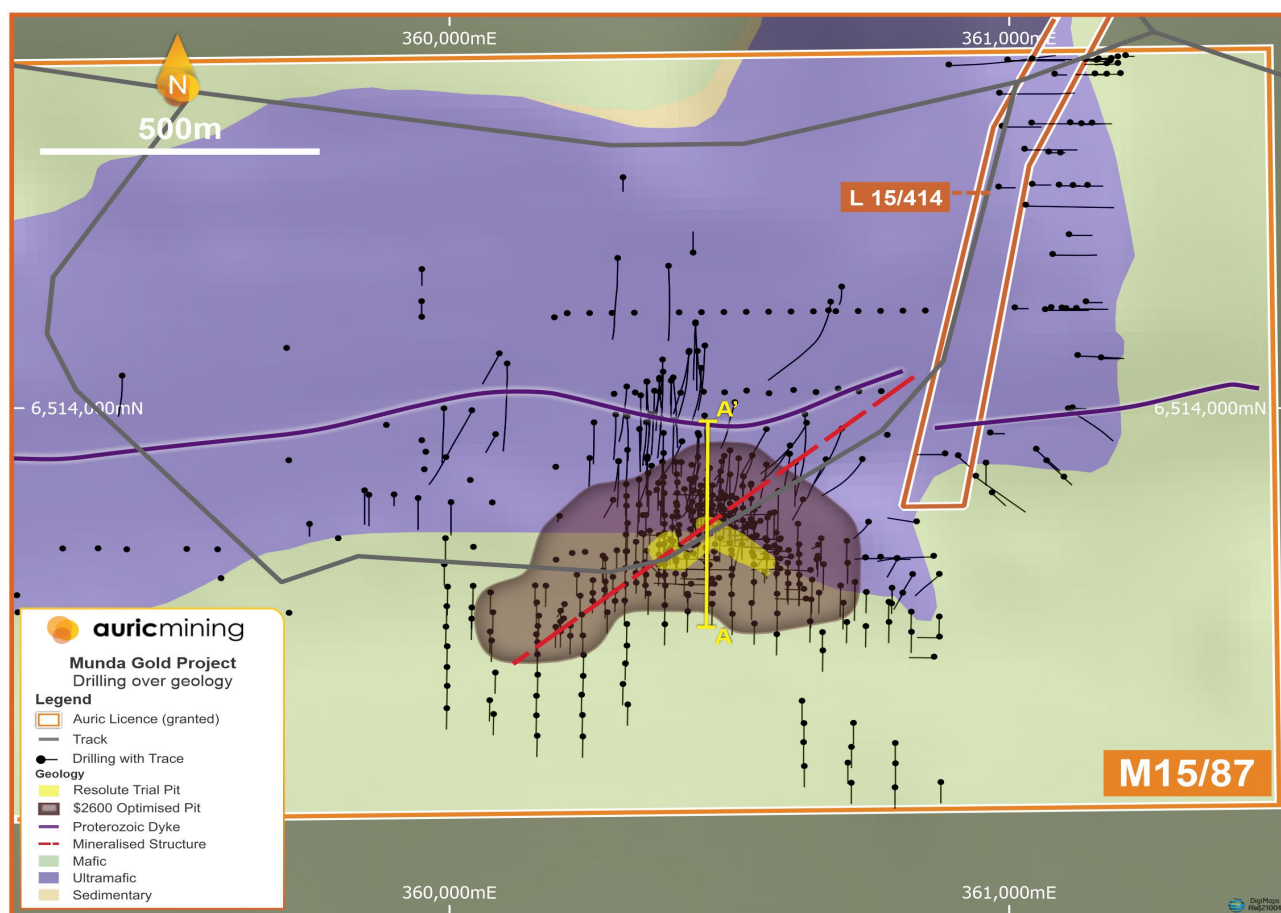 360,000mE
361,000mE
N
500m
L 15/414
6,514,000mN
A'
6,514,000mN
A
auricmining
Munda Gold Project
Drilling over geology
Legend
Auric Licence (granted)
Track
Drilling with Trace
Geology
Resolute Trial Pit
$2600 Optimised Pit
Proterozoic Dyke
Mineralised Structure
Mafic
Ultramafic
Sedimentary
M15/87
360,000mE
361,000mE
DigiMaps